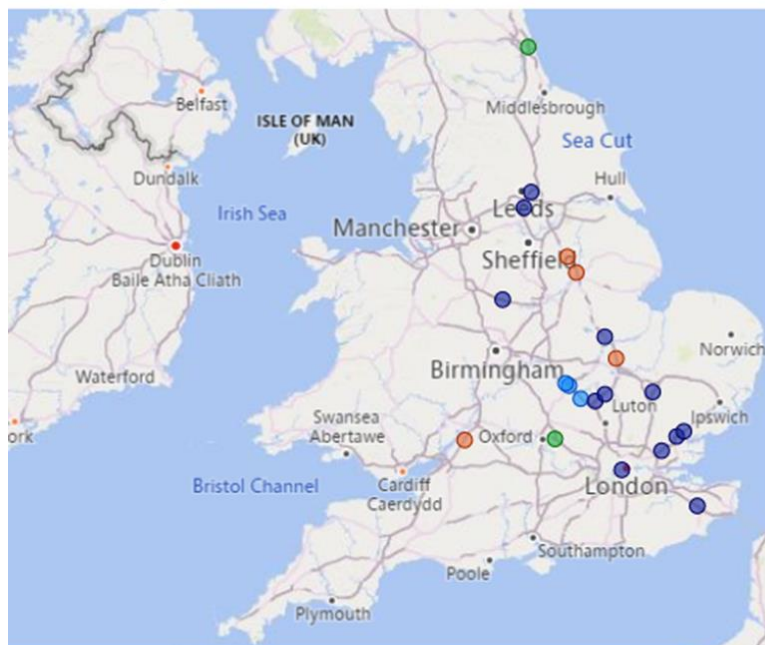 Belfast
ISLE OF MAN
(UK)
Middlesbrough
Sea Cut
Dundalk
Hull
Irish Sea
Leeds
Manchester
Dublin
Baile Atha Cliath
Sheffield
Norwich
Birmingham
Waterford
Luton
Ipswich
Swansea
Abertawe
Oxford
ork
Bristol Channel
Cardiff
Caerdydd
London
Southampton
Poole
Plymouth